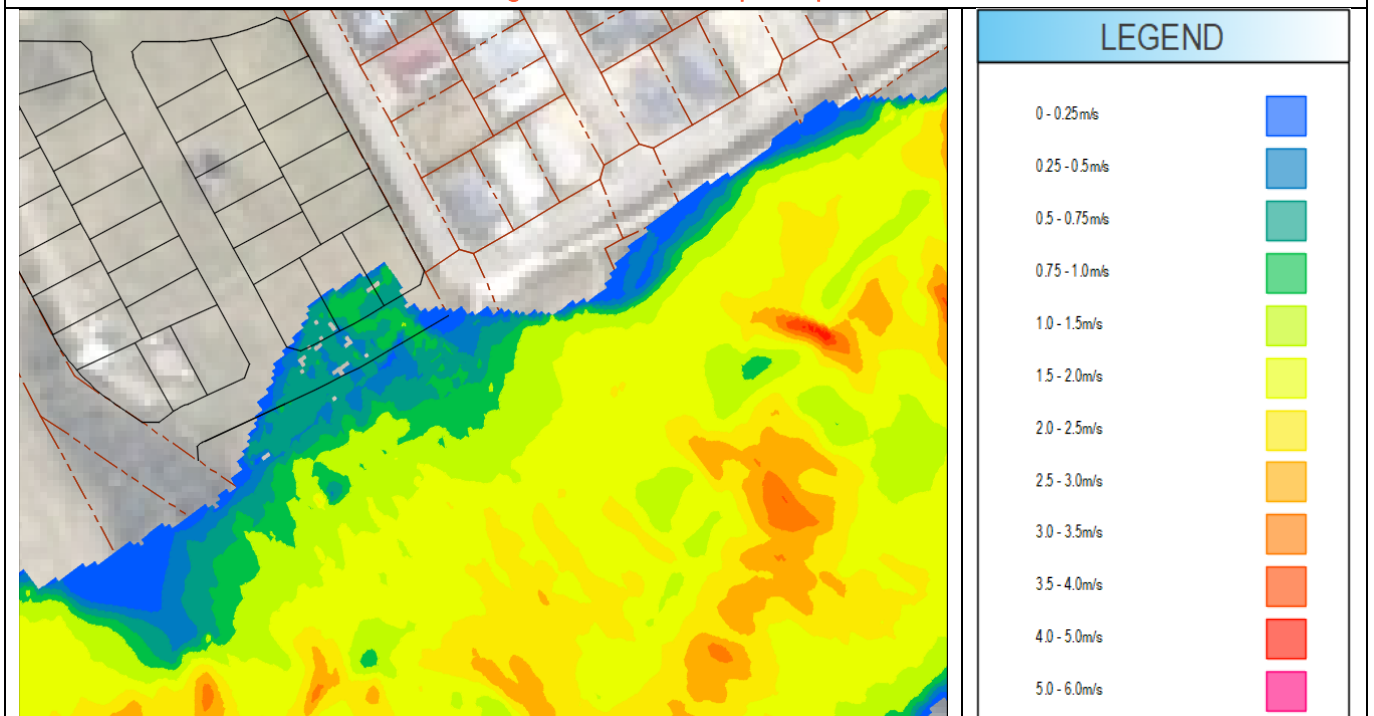 LEGEND
0 - 0.25m/s
0.25 - 0.5m/s
0.5 - 0.75m/s
0.75 - 1.0m/s
1.0 - 1.5m/s
1.5 - 2.0m/s
2.0 - 2.5m/s
2.5 - 3.0m/s
3.0 - 3.5m/s
3.5 - 4.0m/s
4.0 - 5.0m/s
5.0 - 6.0m/s